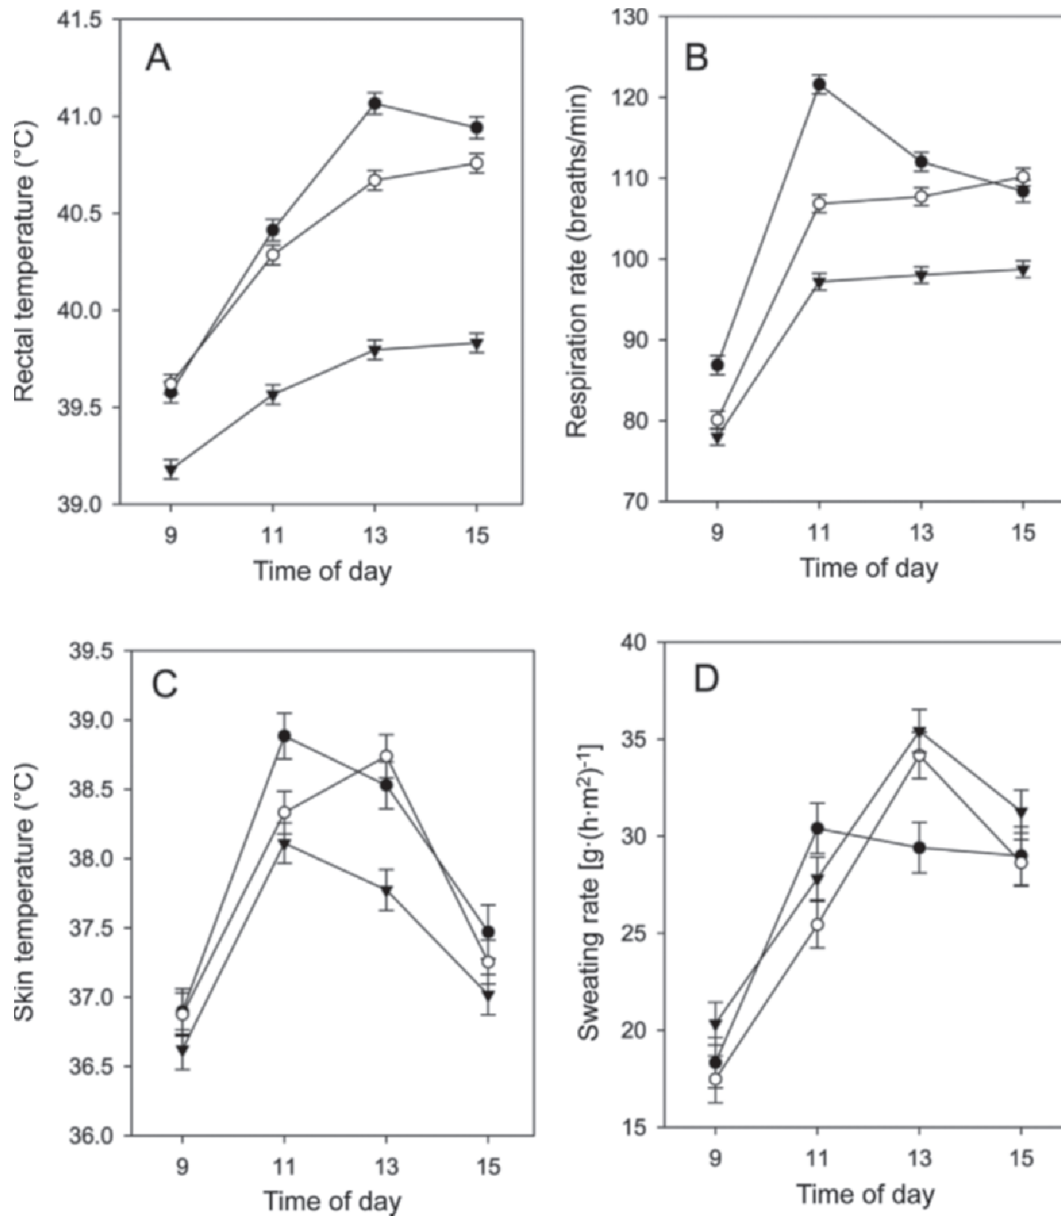 A
Rectal temperature (°C)
41.5
41.0
40.5
40.0
39.5
39.0
9 11 13 15
Time of day
B
Respiration rate (breaths/min)
130
120
110
100
90
80
70
9 11 13 15
Time of day
C
Skin temperature (°C)
39.5
39.0
38.5
38.0
37.5
37.0
36.5
36.0
9 11 13 15
Time of day
D
Sweating rate [g·(h·m²)⁻¹]
40
35
30
25
20
15
9 11 13 15
Time of day